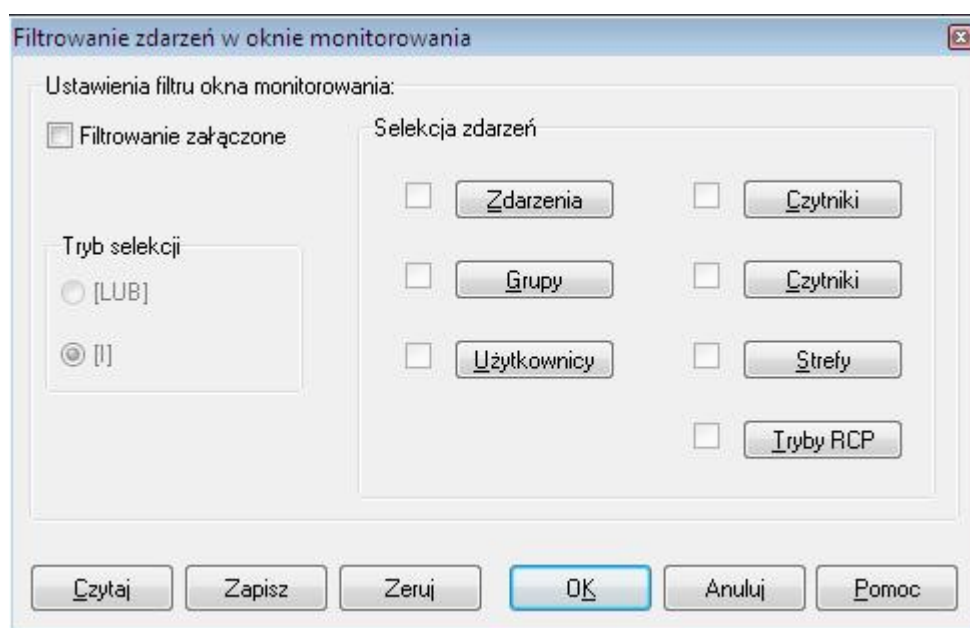 Filtrowanie zdarzeń w oknie monitorowania
Ustawienia filtru okna monitorowania:
Filtrowanie załączone
Selekcja zdarzeń
Zdarzenia
Czytniki
Tryb selekcji
[LUB]
Grupy
Czytniki
[I]
Użytkownicy
Strefy
Tryby RCP
Czytaj
Zapisz
Zeruj
OK
Anuluj
Pomoc